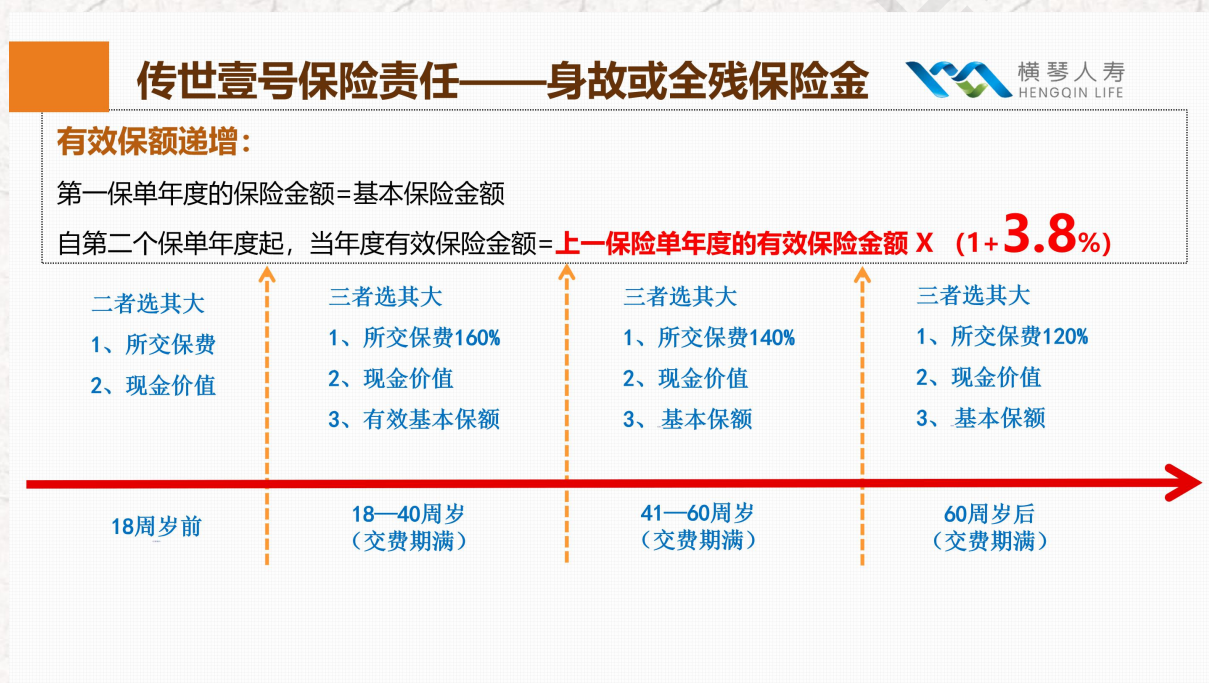 传世壹号保险责任——身故或全残保险金
横琴人寿
HENGQIN LIFE
有效保额递增：
第一保单年度的保险金额=基本保险金额
自第二个保单年度起，当年度有效保险金额=上一保险单年度的有效保险金额 X （1+3.8%）
二者选其大
1、所交保费
2、现金价值
三者选其大
1、所交保费160%
2、现金价值
3、有效基本保额
三者选其大
1、所交保费140%
2、现金价值
3、基本保额
三者选其大
1、所交保费120%
2、现金价值
3、基本保额
18周岁前
18—40周岁
（交费期满）
41—60周岁
（交费期满）
60周岁后
（交费期满）